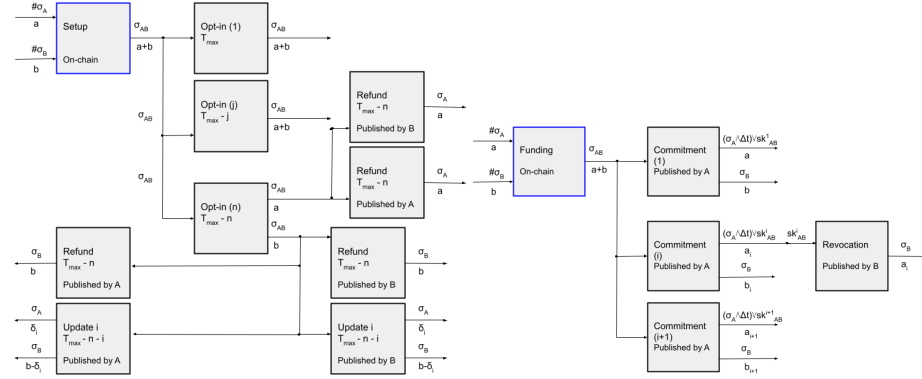 #σ_A
a
#σ_B
b
Setup
On-chain
σ_AB
a+b
Opt-in (1)
T_max
σ_AB
a+b
σ_AB
Opt-in (j)
T_max - j
σ_AB
a+b
σ_AB
Opt-in (n)
T_max - n
σ_AB
a
σ_AB
b
Refund
T_max - n
Published by B
σ_A
a
Refund
T_max - n
Published by A
σ_A
a
σ_B
b
Refund
T_max - n
Published by A
Refund
T_max - n
Published by B
σ_B
b
σ_A
δ_i
σ_B
b-δ_i
Update i
T_max - n - i
Published by A
Update i
T_max - n - i
Published by B
σ_A
δ_i
σ_B
b-δ_i
#σ_A
a
#σ_B
b
Funding
On-chain
σ_AB
a+b
Commitment
(1)
Published by A
(σ_A∧Δt)∨sk^1_AB
a
σ_B
b
Commitment
(i)
Published by A
(σ_A∧Δt)∨sk^i_AB
a_i
σ_B
b_i
sk^i_AB
Revocation
Published by B
σ_B
a_i
Commitment
(i+1)
Published by A
(σ_A∧Δt)∨sk^i+1_AB
a_i+1
σ_B
b_i+1